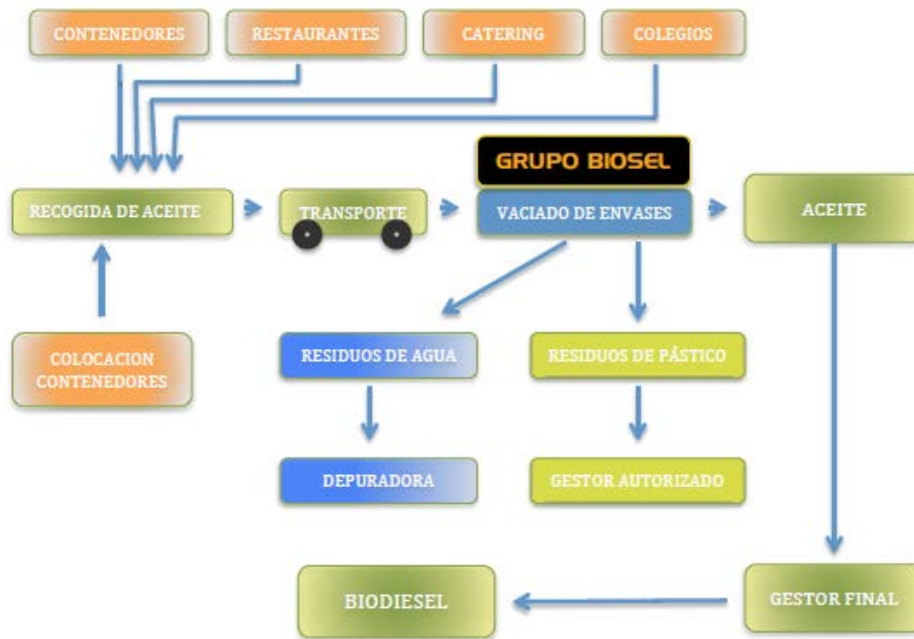 CONTENEDORES
RESTAURANTES
CATERING
COLEGIOS
GRUPO BIOSEL
RECOGIDA DE ACEITE
TRANSPORTE
VACIADO DE ENVASES
ACEITE
COLOCACION
CONTENEDORES
RESIDUOS DE AGUA
RESIDUOS DE PÁSTICO
DEPURADORA
GESTOR AUTORIZADO
BIODIESEL
GESTOR FINAL